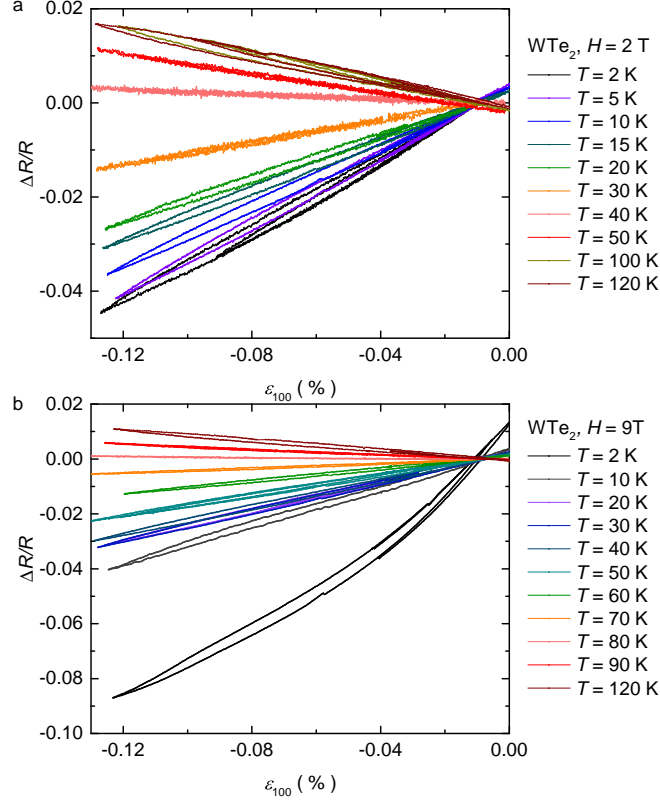 a
0.02
0.00
-0.02
-0.04
ΔR/R
-0.12
-0.08
-0.04
0.00
ε100 ( % )
WTe2, H = 2 T
T = 2 K
T = 5 K
T = 10 K
T = 15 K
T = 20 K
T = 30 K
T = 40 K
T = 50 K
T = 100 K
T = 120 K
b
0.02
0.00
-0.02
-0.04
-0.06
-0.08
-0.10
ΔR/R
-0.12
-0.08
-0.04
0.00
ε100 ( % )
WTe2, H = 9T
T = 2 K
T = 10 K
T = 20 K
T = 30 K
T = 40 K
T = 50 K
T = 60 K
T = 70 K
T = 80 K
T = 90 K
T = 120 K